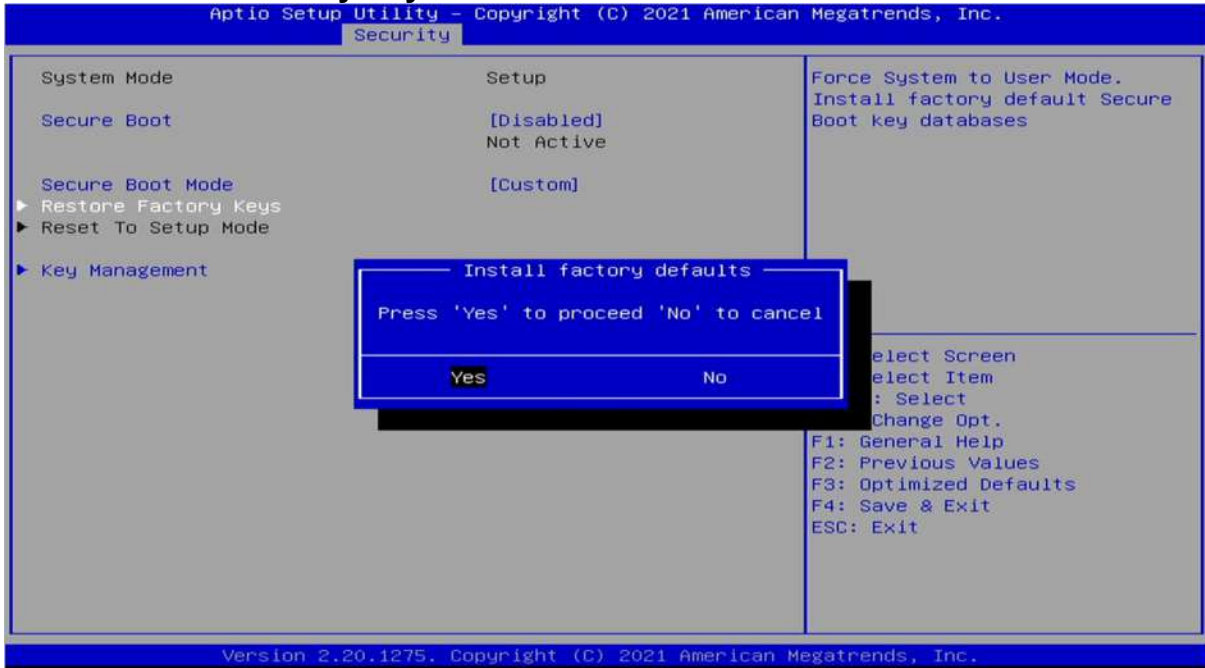 Aptio Setup Utility – Copyright (C) 2021 American Megatrends, Inc.
Security
System Mode Setup
Secure Boot [Disabled]
Not Active
Secure Boot Mode [Custom]
► Restore Factory Keys
► Reset To Setup Mode
► Key Management
Force System to User Mode.
Install factory default Secure
Boot key databases
Install factory defaults
Press 'Yes' to proceed 'No' to cancel
Yes No
elect Screen
elect Item
: Select
Change Opt.
F1: General Help
F2: Previous Values
F3: Optimized Defaults
F4: Save & Exit
ESC: Exit
Version 2.20.1275. Copyright (C) 2021 American Megatrends, Inc.